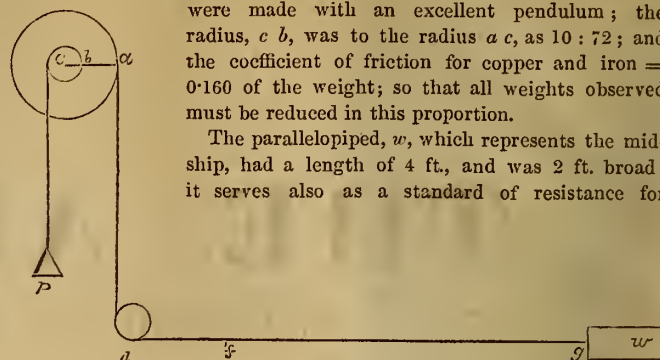 were made with an excellent pendulum; the
radius, c b, was to the radius a c, as 10 : 72; and
the coefficient of friction for copper and iron =
0·160 of the weight; so that all weights observed
must be reduced in this proportion.
The parallelopiped, w, which represents the mid-
ship, had a length of 4 ft., and was 2 ft. broad
it serves also as a standard of resistance for
c b a
P
d f g w